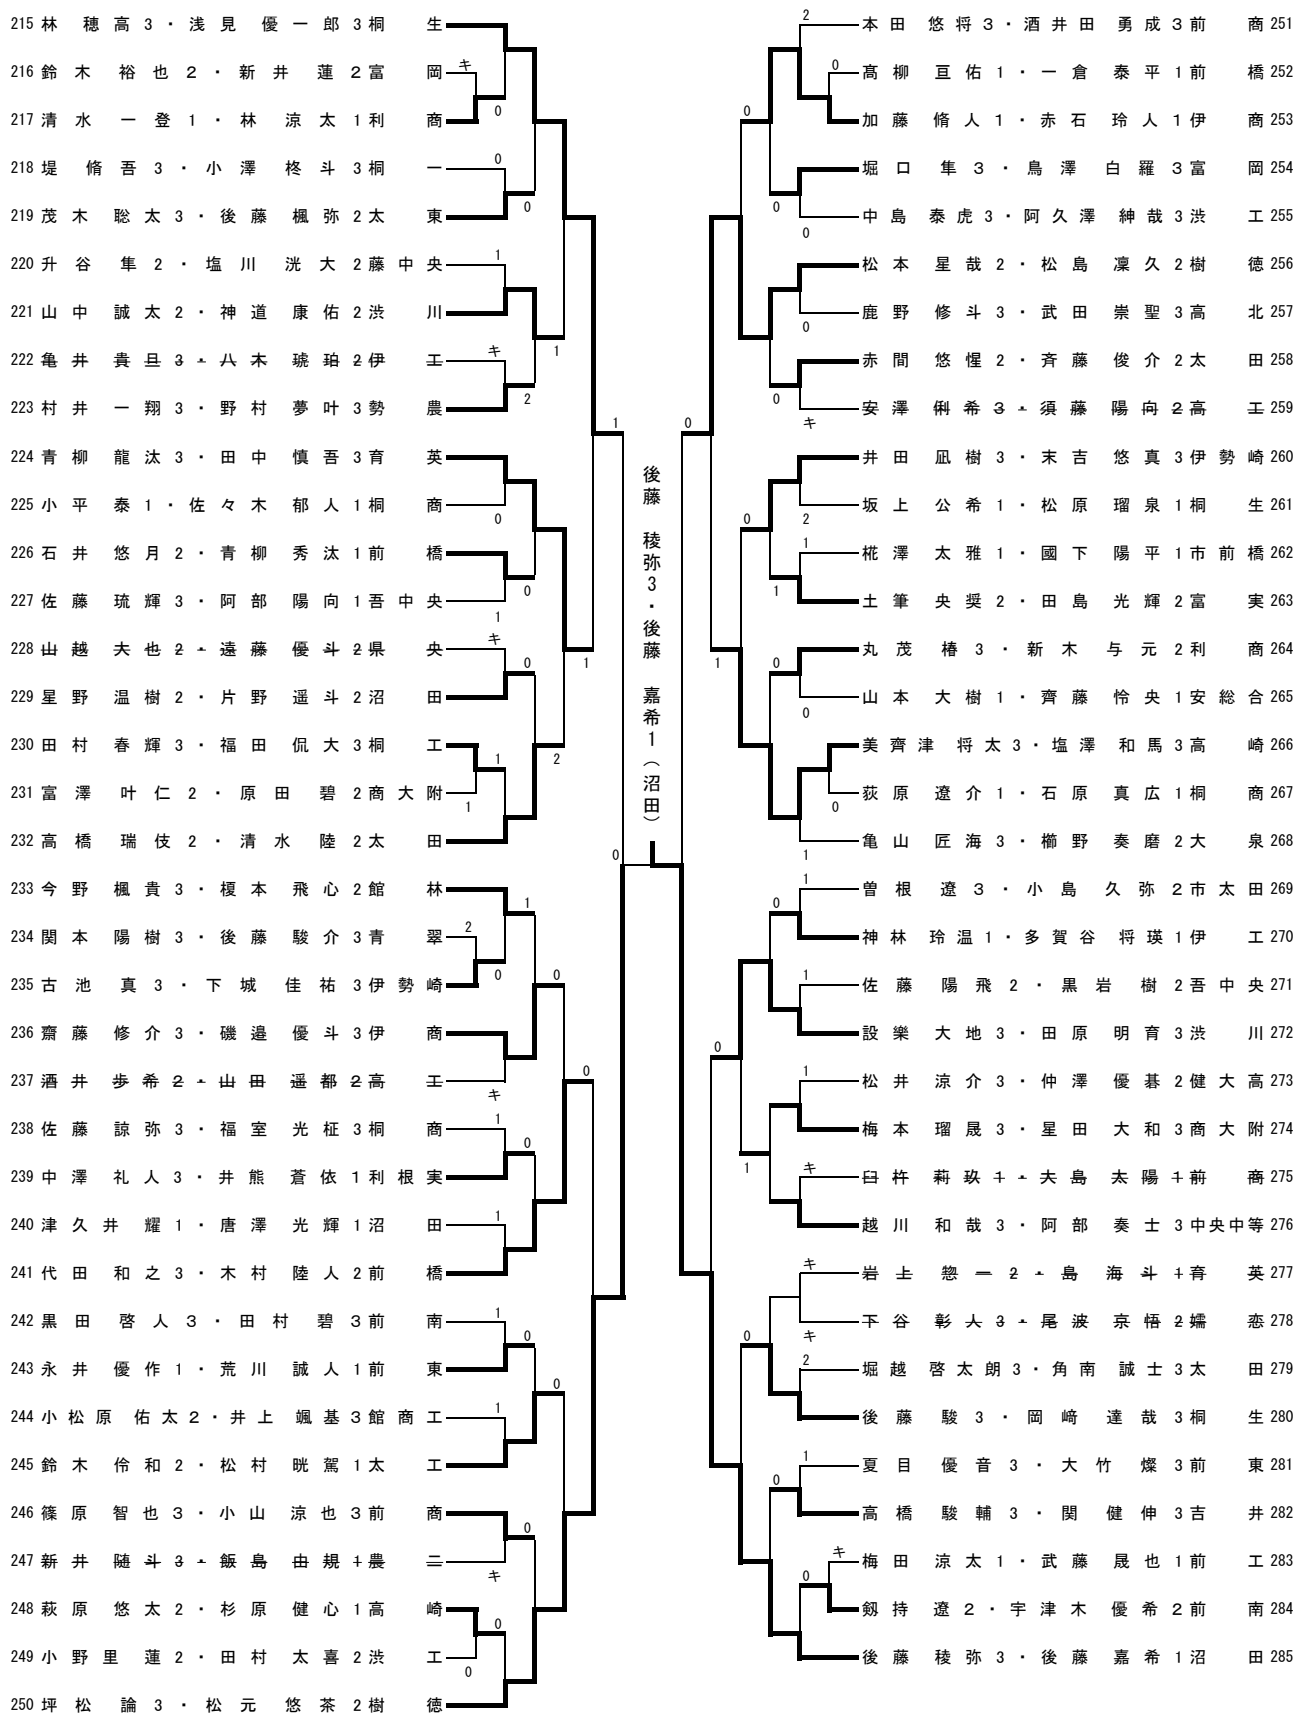 215 林 穂高3・浅見 優一郎3 桐生
216 鈴木 裕也2・新井 蓮2 富岡
217 清水 一登1・林 涼太1 利商
218 堤 脩吾3・小澤 柊斗3 桐一
219 茂木 聡太3・後藤 楓弥2 太東
220 升谷 隼2・塩川 洸大2 藤中央
221 山中 誠太2・神道 康佑2 渋川
222 亀井 貴旦3・八木 琥珀2 伊工
223 村井 一翔3・野村 夢叶3 勢農
224 青柳 龍汰3・田中 慎吾3 育英
225 小平 泰1・佐々木 郁人1 桐商
226 石井 悠月2・青柳 秀汰1 前橋
227 佐藤 琉輝3・阿部 陽向1 吾中央
228 山越 大也2・遠藤 優斗2 県央
229 星野 温樹2・片野 遥斗2 沼田
230 田村 春輝3・福田 侃大3 桐工
231 富澤 叶仁2・原田 碧2 商大附
232 高橋 瑞伎2・清水 陸2 太田
233 今野 楓貴3・榎本 飛心2 館林
234 関本 陽樹3・後藤 駿介3 青翠
235 古池 真3・下城 佳祐3 伊勢崎
236 齋藤 修介3・磯邉 優斗3 伊商
237 酒井 歩希2・山田 遥都2 高工
238 佐藤 諒弥3・福室 光柾3 桐商
239 中澤 礼人3・井熊 蒼依1 利根実
240 津久井 耀1・唐澤 光輝1 沼田
241 代田 和之3・木村 陸人2 前橋
242 黒田 啓人3・田村 碧3 前南
243 永井 優作1・荒川 誠人1 前東
244 小松原 佑太2・井上 颯基3 館商工
245 鈴木 伶和2・松村 晄駕1 太工
246 篠原 智也3・小山 涼也3 前商
247 新井 随斗3・飯島 由規1 農二
248 萩原 悠太2・杉原 健心1 高崎
249 小野里 蓮2・田村 太喜2 渋工
250 坪松 論3・松元 悠茶2 樹徳
後藤 稜弥3・後藤 嘉希1（沼田）
本田 悠将3・酒井田 勇成3 前商 251
髙柳 亘佑1・一倉 泰平1 前橋 252
加藤 脩人1・赤石 玲人1 伊商 253
堀口 隼3・鳥澤 白羅3 富岡 254
中島 泰虎3・阿久澤 紳哉3 渋工 255
松本 星哉2・松島 凜久2 樹徳 256
鹿野 修斗3・武田 崇聖3 高北 257
赤間 悠惺2・斉藤 俊介2 太田 258
安澤 俐希3・須藤 陽向2 高工 259
井田 凪樹3・末吉 悠真3 伊勢崎 260
坂上 公希1・松原 瑠泉1 桐生 261
椛澤 太雅1・國下 陽平1 市前橋 262
土筆 央奨2・田島 光輝2 富実 263
丸茂 椿3・新木 与元2 利商 264
山本 大樹1・齊藤 怜央1 安総合 265
美齊津 将太3・塩澤 和馬3 高崎 266
荻原 遼介1・石原 真広1 桐商 267
亀山 匠海3・櫛野 奏磨2 大泉 268
曽根 遼3・小島 久弥2 市太田 269
神林 玲温1・多賀谷 将瑛1 伊工 270
佐藤 陽飛2・黒岩 樹2 吾中央 271
設樂 大地3・田原 明育3 渋川 272
松井 涼介3・仲澤 優碁2 健大高 273
梅本 瑠晟3・星田 大和3 商大附 274
臼杵 莉玖1・大島 太陽1 前商 275
越川 和哉3・阿部 奏士3 中央中等 276
岩上 惣一2・島 海斗1 育英 277
下谷 彰人3・尾波 京悟2 嬬恋 278
堀越 啓太朗3・角南 誠士3 太田 279
後藤 駿3・岡﨑 達哉3 桐生 280
夏目 優音3・大竹 燦3 前東 281
高橋 駿輔3・関 健伸3 吉井 282
梅田 涼太1・武藤 晟也1 前工 283
剱持 遼2・宇津木 優希2 前南 284
後藤 稜弥3・後藤 嘉希1 沼田 285